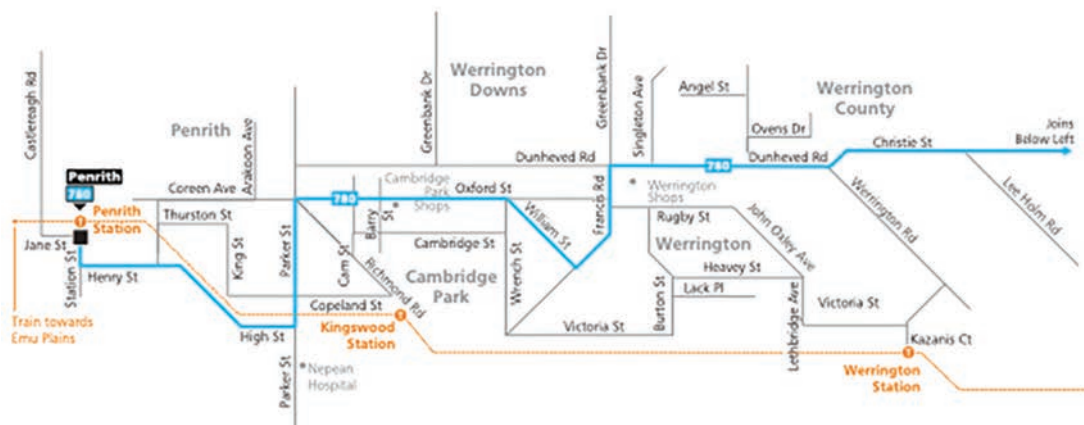 Castlereagh Rd
Penrith
780
Penrith
Station
Jane St
Station St
Henry St
Train towards
Emu Plains
Penrith
Coreen Ave
Arakoon Ave
Thurston St
King St
Parker St
High St
Copeland St
Parker St
Nepean
Hospital
Kingswood
Station
780
Cam St
Barry St
Richmond Rd
Cambridge
Park
Shops
Oxford St
Cambridge St
Cambridge
Park
Greenbank Dr
Werrington
Downs
Dunheved Rd
William St
Wrench St
Victoria St
Francis Rd
Greenbank Dr
Singleton Ave
Angel St
Ovens Dr
Werrington
County
780
Dunheved Rd
Christie St
Joins
Below Left
Werrington
Shops
Rugby St
Werrington
John Oxley Ave
Heavey St
Lack Pl
Burton St
Lethbridge Ave
Victoria St
Werrington Rd
Lee Holm Rd
Kazanis Ct
Werrington
Station